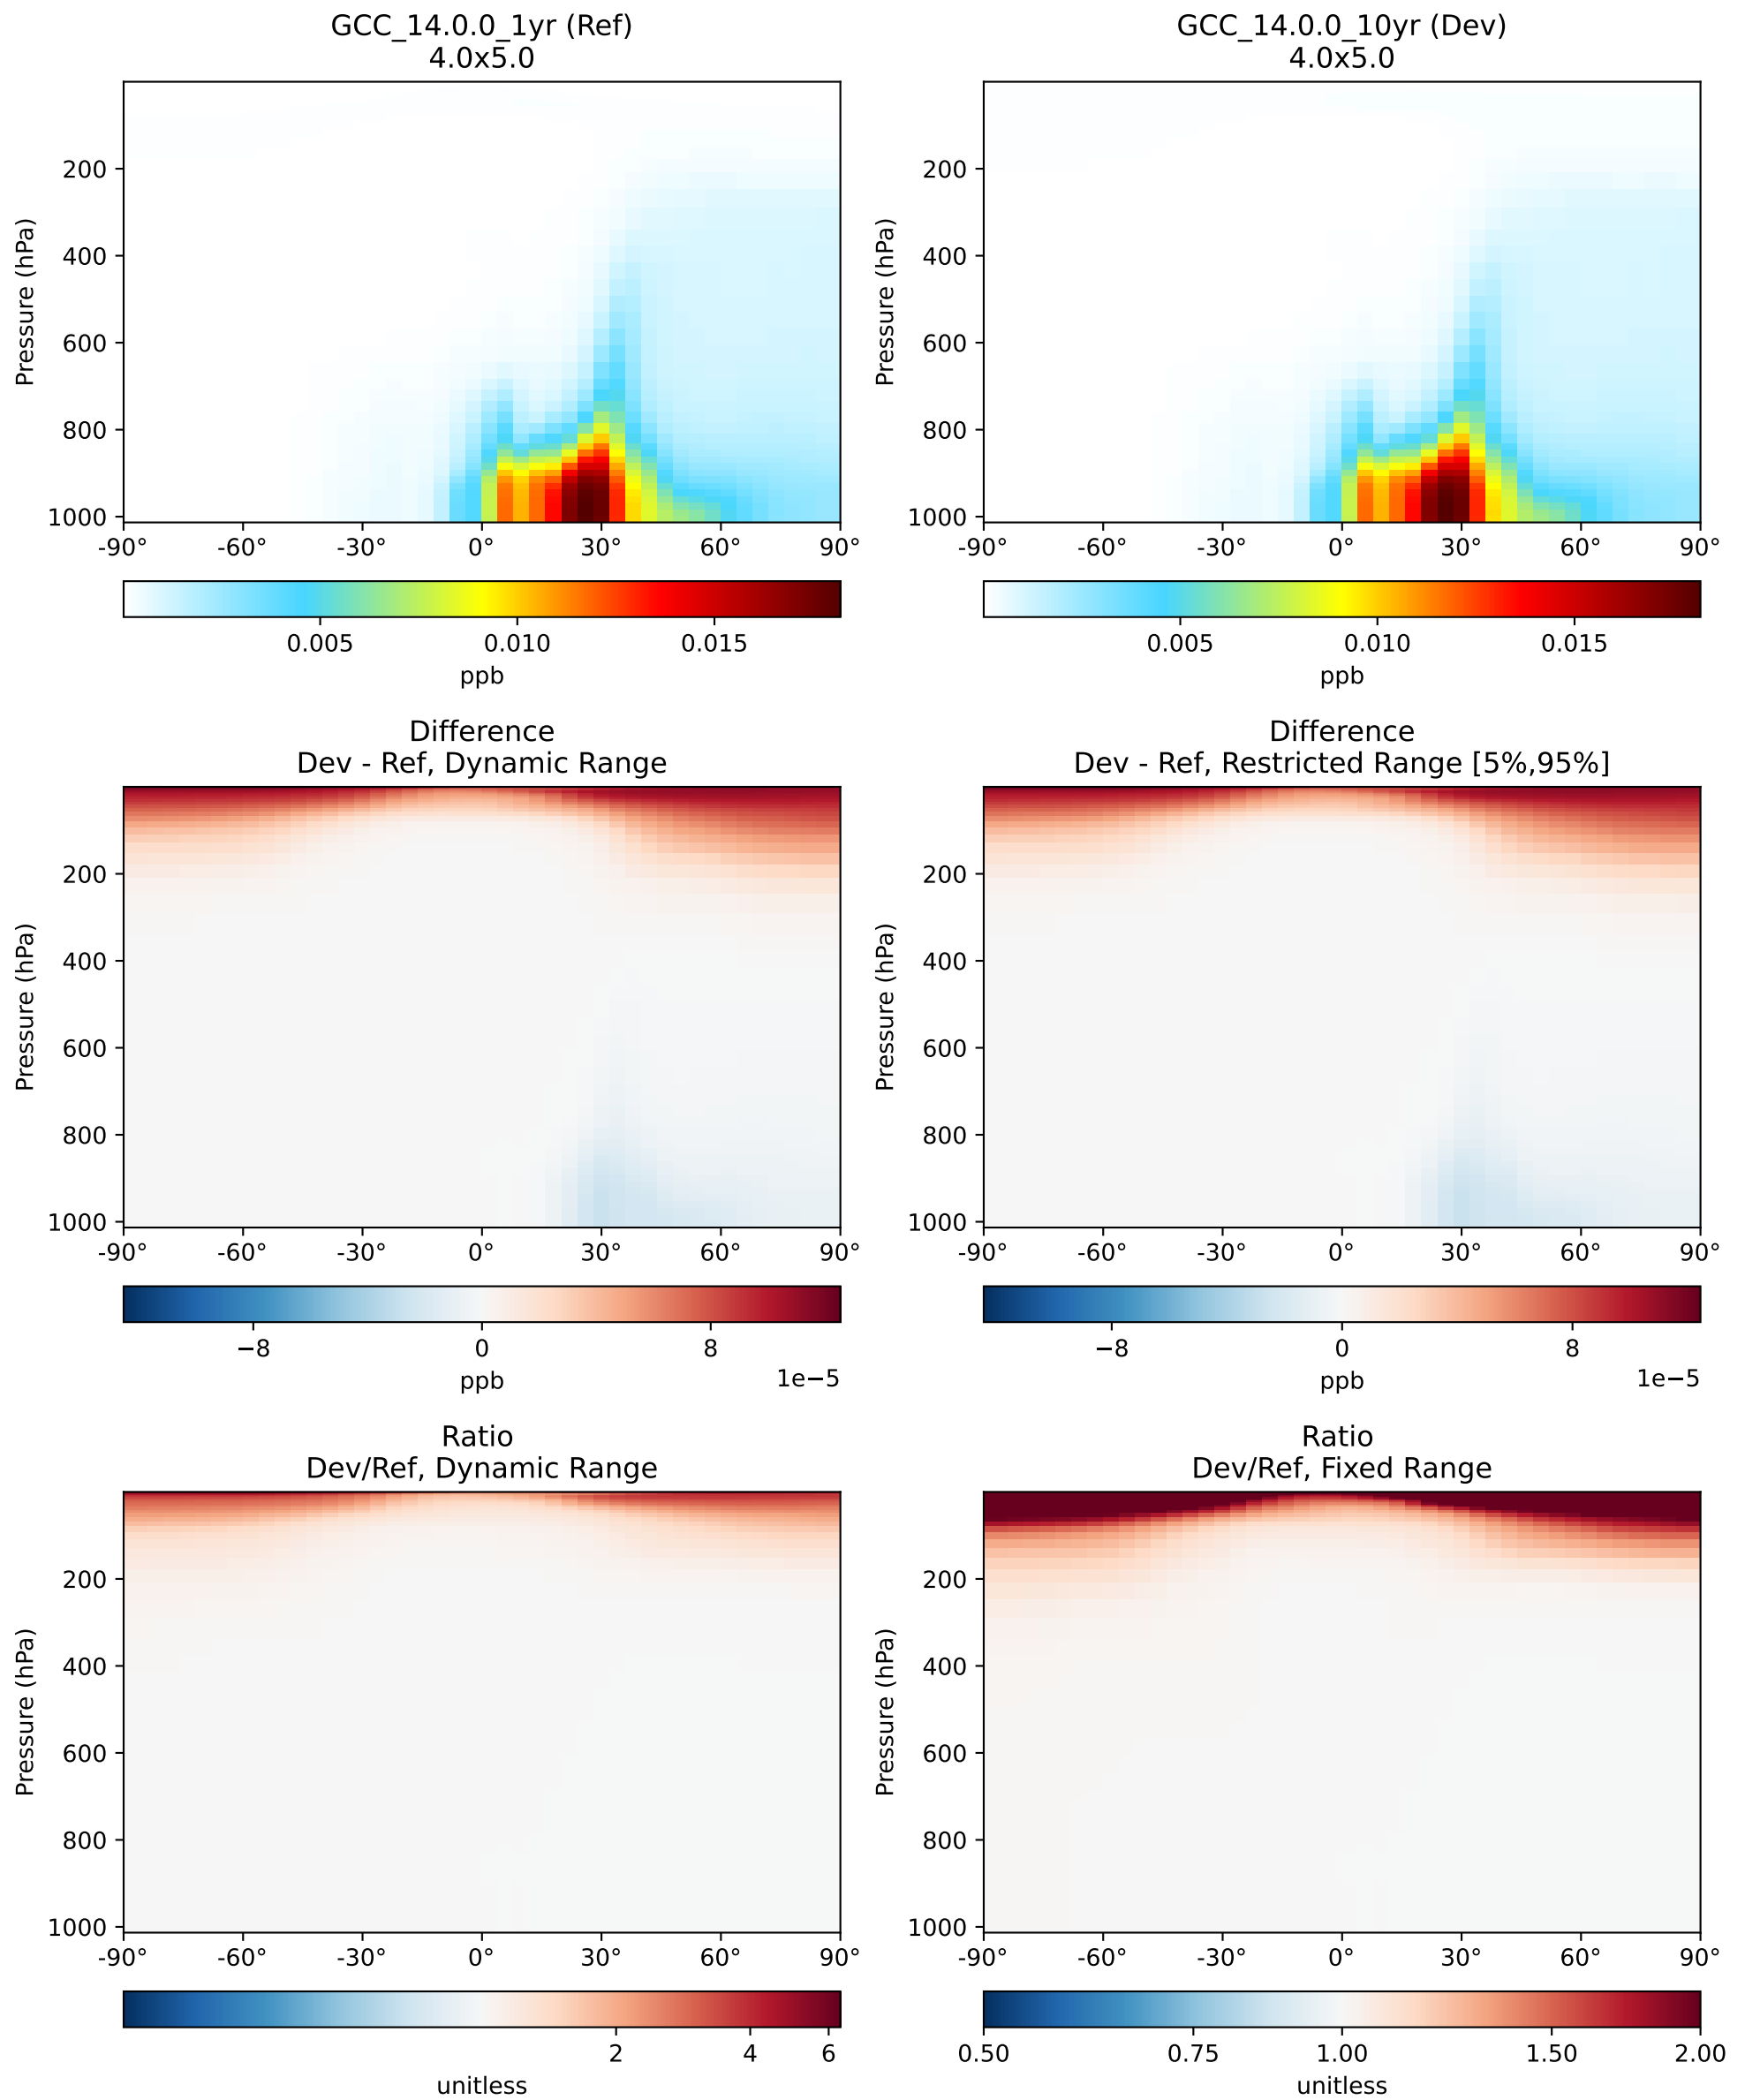 GCC_14.0.0_1yr (Ref)
4.0x5.0
Pressure (hPa)
200
400
600
800
1000
-90° -60° -30° 0° 30° 60° 90°
0.005 0.010 0.015
ppb
GCC_14.0.0_10yr (Dev)
4.0x5.0
Pressure (hPa)
200
400
600
800
1000
-90° -60° -30° 0° 30° 60° 90°
0.005 0.010 0.015
ppb
Difference
Dev - Ref, Dynamic Range
Pressure (hPa)
200
400
600
800
1000
-90° -60° -30° 0° 30° 60° 90°
−8 0 8
1e−5
ppb
Difference
Dev - Ref, Restricted Range [5%,95%]
Pressure (hPa)
200
400
600
800
1000
-90° -60° -30° 0° 30° 60° 90°
−8 0 8
1e−5
ppb
Ratio
Dev/Ref, Dynamic Range
Pressure (hPa)
200
400
600
800
1000
-90° -60° -30° 0° 30° 60° 90°
2 4 6
unitless
Ratio
Dev/Ref, Fixed Range
Pressure (hPa)
200
400
600
800
1000
-90° -60° -30° 0° 30° 60° 90°
0.50 0.75 1.00 1.50 2.00
unitless